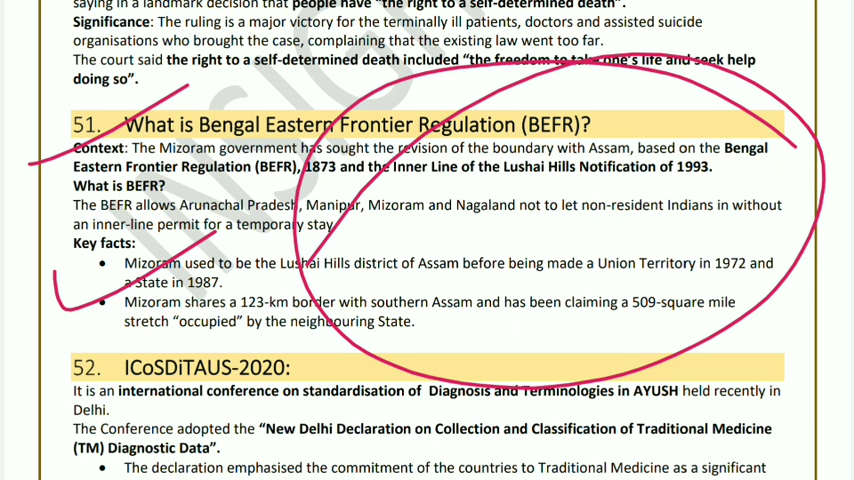 saying in a landmark decision that people have “the right to a self-determined death”.
Significance: The ruling is a major victory for the terminally ill patients, doctors and assisted suicide
organisations who brought the case, complaining that the existing law went too far.
The court said the right to a self-determined death included “the freedom to take one’s life and seek help
doing so”.
51. What is Bengal Eastern Frontier Regulation (BEFR)?
Context: The Mizoram government has sought the revision of the boundary with Assam, based on the Bengal
Eastern Frontier Regulation (BEFR), 1873 and the Inner Line of the Lushai Hills Notification of 1993.
What is BEFR?
The BEFR allows Arunachal Pradesh, Manipur, Mizoram and Nagaland not to let non-resident Indians in without
an inner-line permit for a temporary stay
Key facts:
• Mizoram used to be the Lushai Hills district of Assam before being made a Union Territory in 1972 and
a State in 1987.
• Mizoram shares a 123-km border with southern Assam and has been claiming a 509-square mile
stretch “occupied” by the neighbouring State.
52. ICoSDiTAUS-2020:
It is an international conference on standardisation of Diagnosis and Terminologies in AYUSH held recently in
Delhi.
The Conference adopted the “New Delhi Declaration on Collection and Classification of Traditional Medicine
(TM) Diagnostic Data”.
• The declaration emphasised the commitment of the countries to Traditional Medicine as a significant